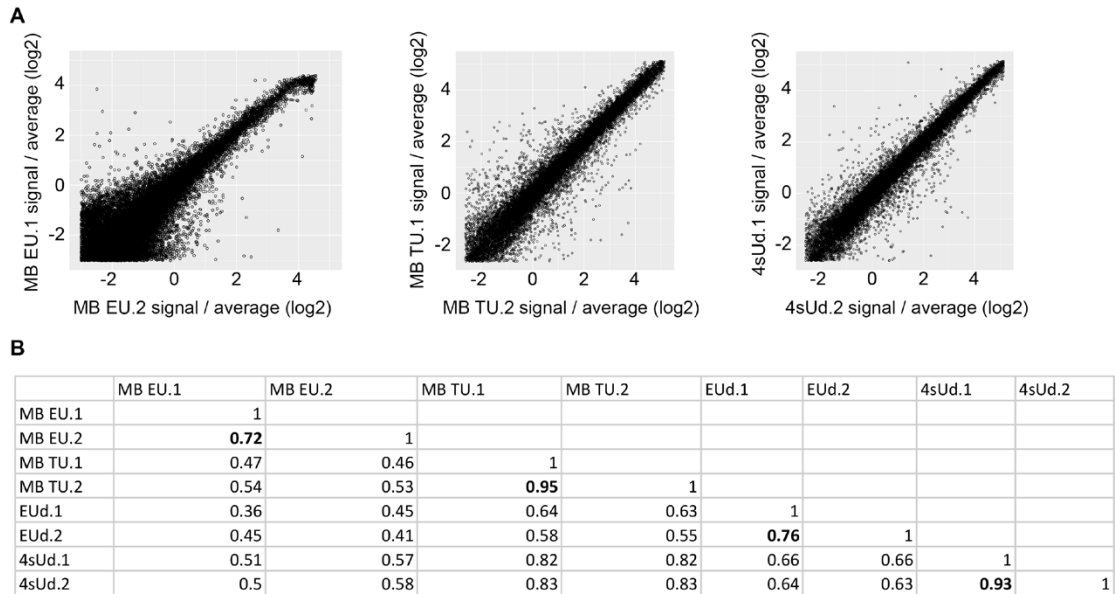 A
MB EU.1 signal / average (log2)
4
2
0
-2
-2 0 2 4
MB EU.2 signal / average (log2)
MB TU.1 signal / average (log2)
4
2
0
-2
-2 0 2 4
MB TU.2 signal / average (log2)
4sUd.1 signal / average (log2)
4
2
0
-2
-2 0 2 4
4sUd.2 signal / average (log2)
B
MB EU.1 MB EU.2 MB TU.1 MB TU.2 EUd.1 EUd.2 4sUd.1 4sUd.2
MB EU.1 1
MB EU.2 0.72 1
MB TU.1 0.47 0.46 1
MB TU.2 0.54 0.53 0.95 1
EUd.1 0.36 0.45 0.64 0.63 1
EUd.2 0.45 0.41 0.58 0.55 0.76 1
4sUd.1 0.51 0.57 0.82 0.82 0.66 0.66 1
4sUd.2 0.5 0.58 0.83 0.83 0.64 0.63 0.93 1